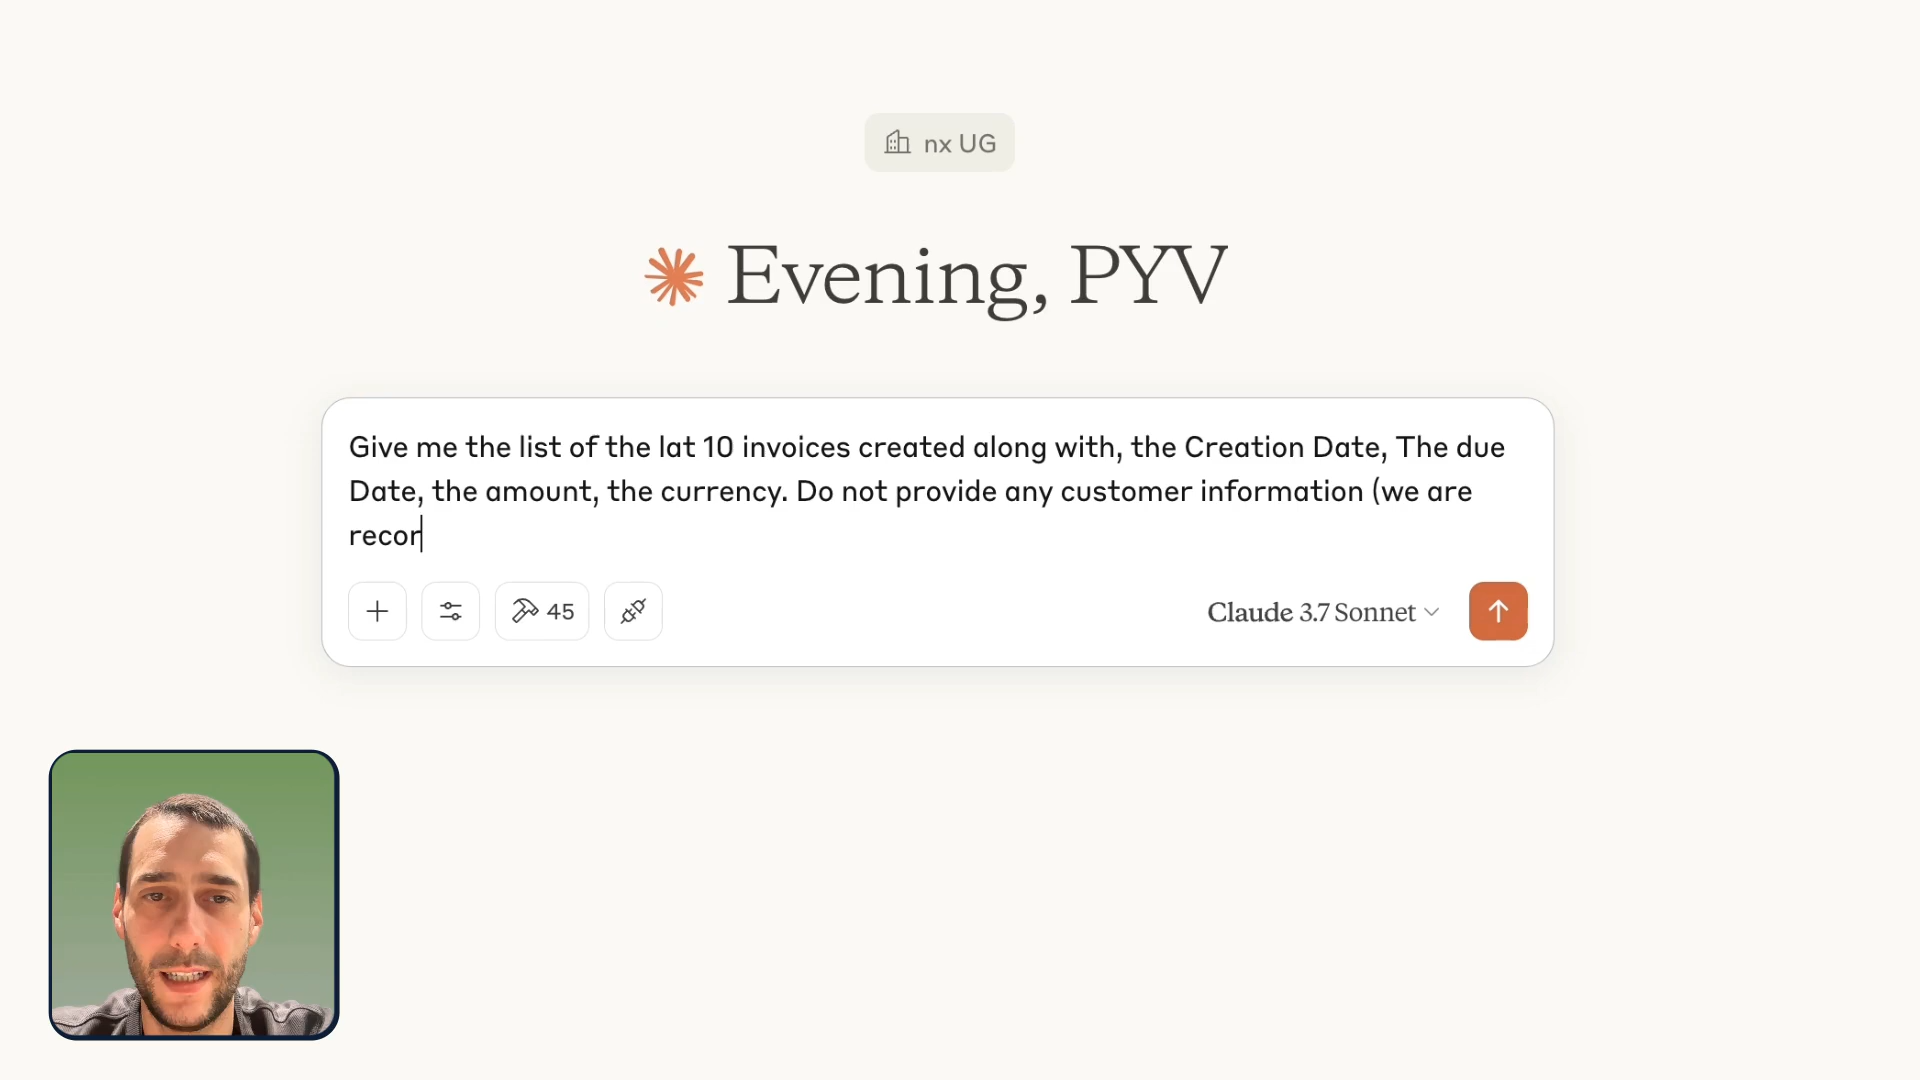 nx UG
Evening, PYV
Give me the list of the lat 10 invoices created along with, the Creation Date, The due
Date, the amount, the currency. Do not provide any customer information (we are
recor
45
Claude 3.7 Sonnet